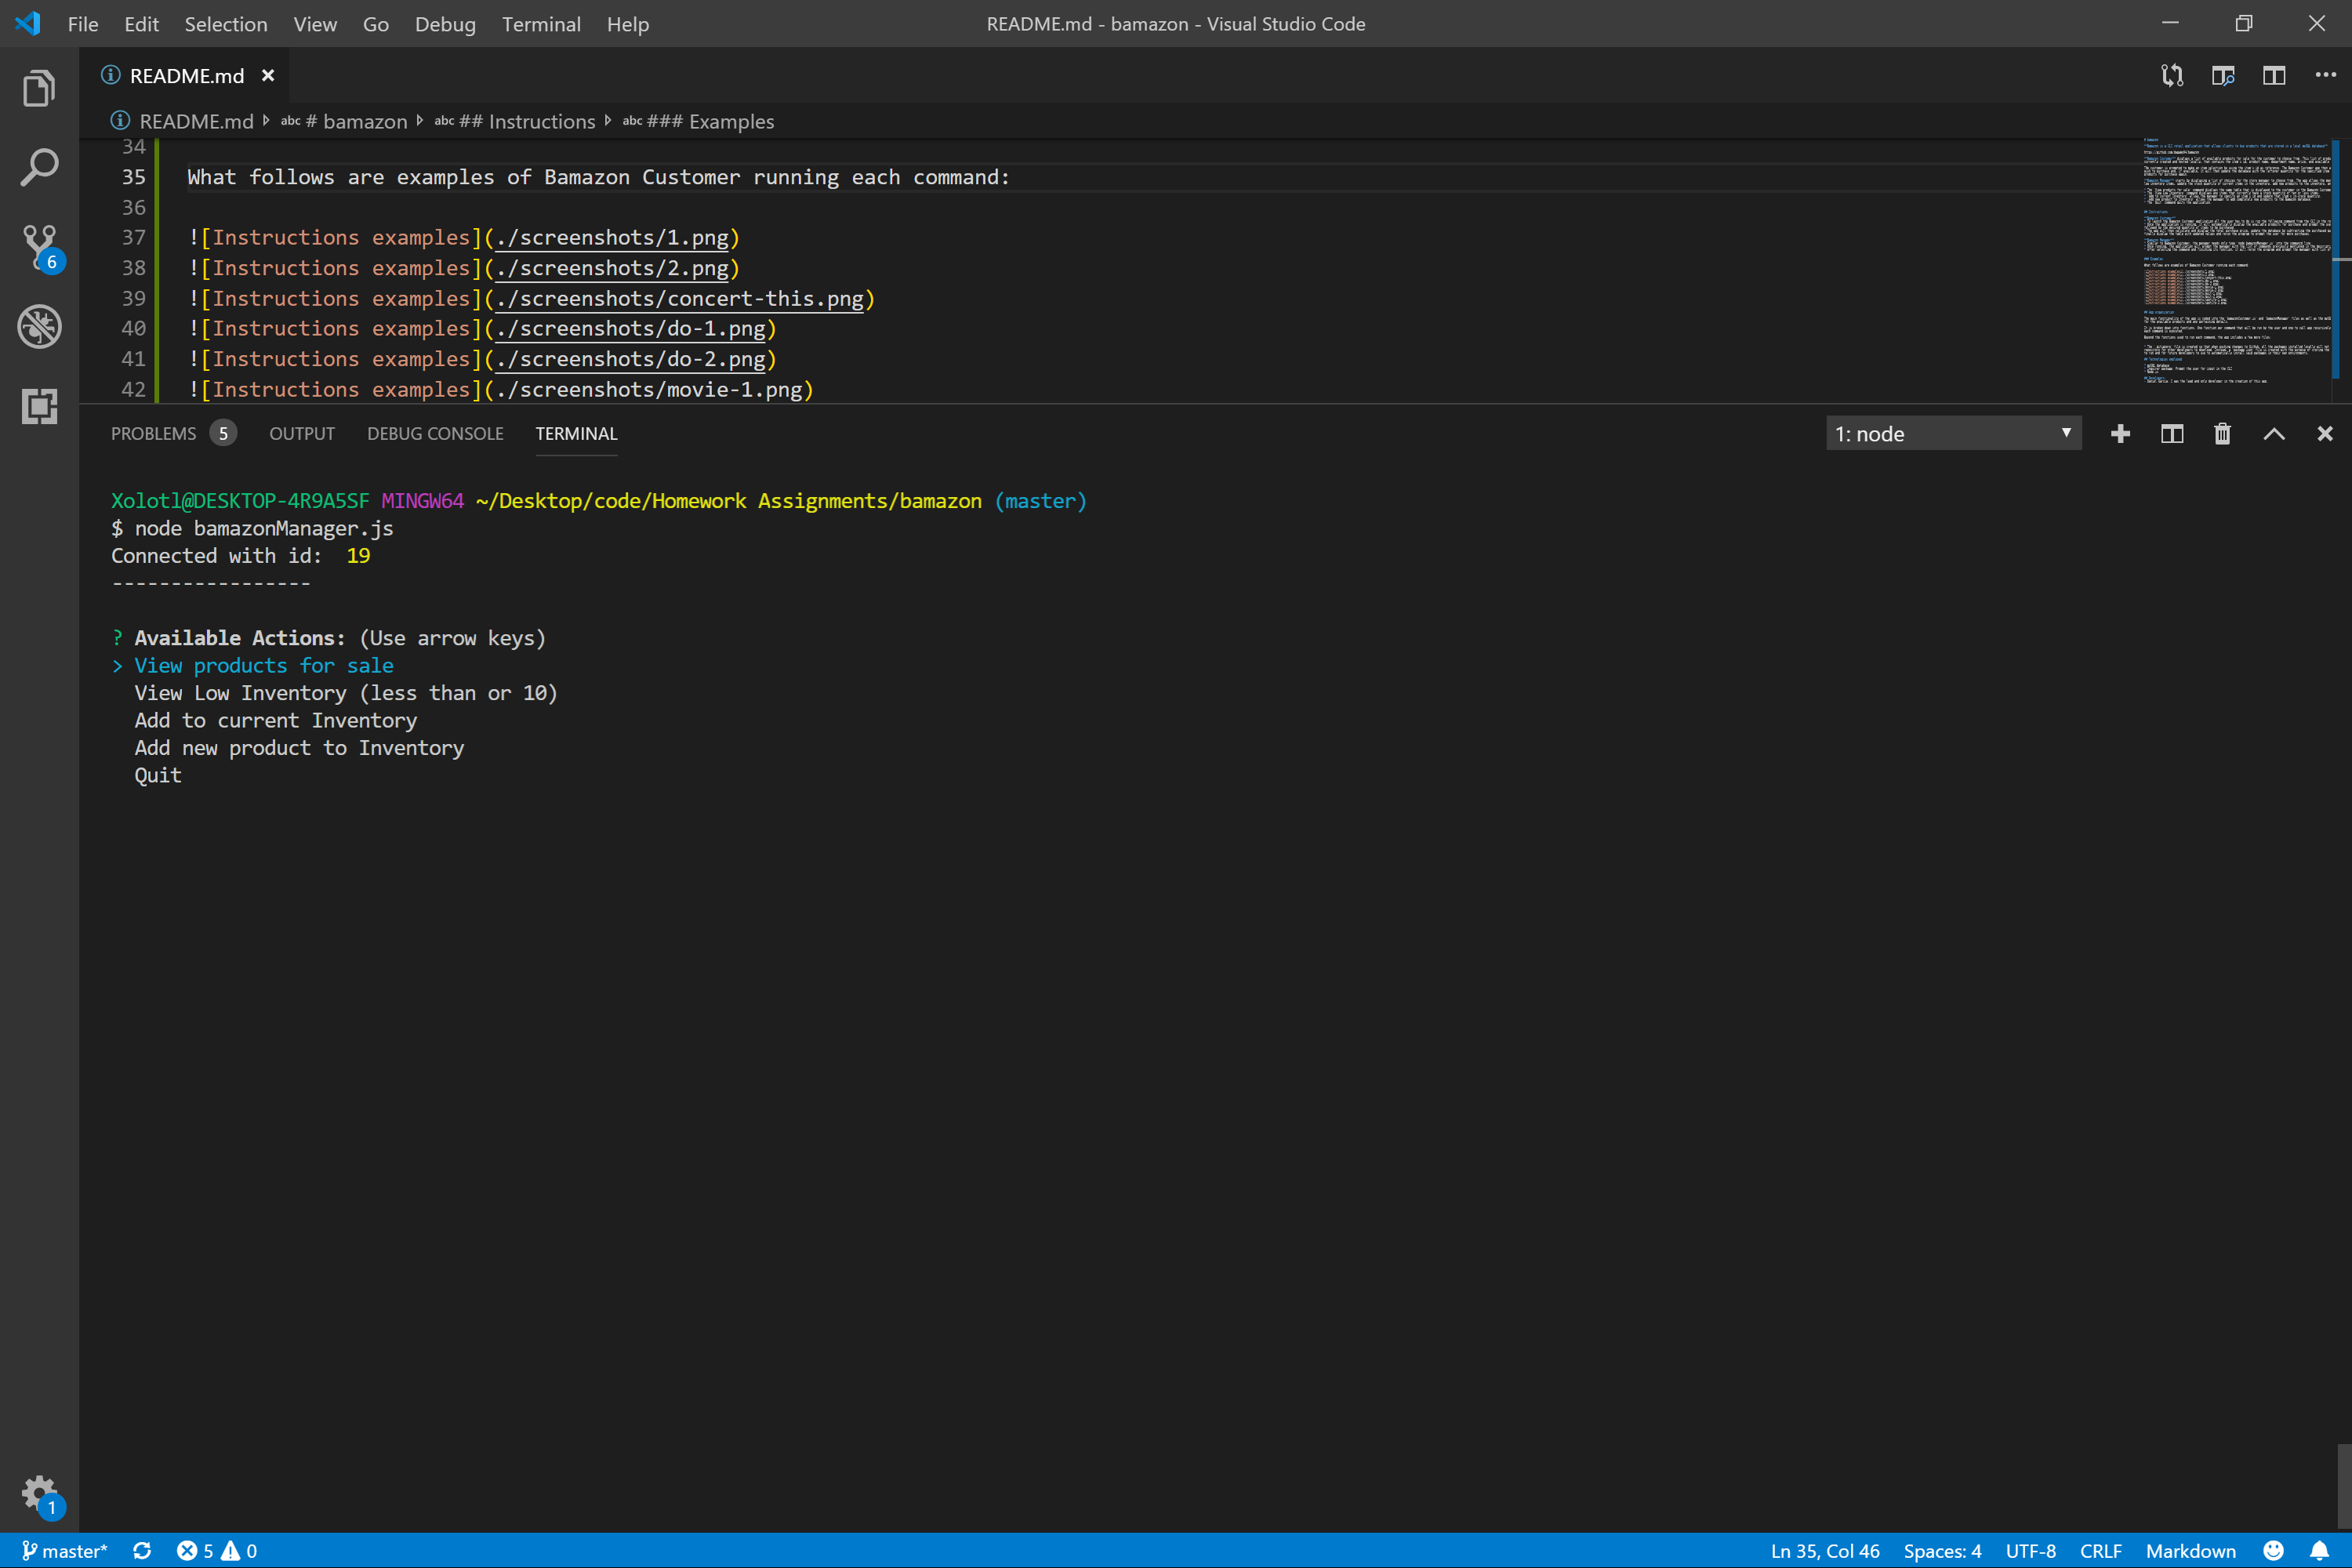 File Edit Selection View Go Debug Terminal Help
README.md - bamazon - Visual Studio Code
README.md
README.md abc # bamazon abc ## Instructions abc ### Examples
34
35 What follows are examples of Bamazon Customer running each command:
36
37 ![Instructions examples](./screenshots/1.png)
38 ![Instructions examples](./screenshots/2.png)
39 ![Instructions examples](./screenshots/concert-this.png)
40 ![Instructions examples](./screenshots/do-1.png)
41 ![Instructions examples](./screenshots/do-2.png)
42 ![Instructions examples](./screenshots/movie-1.png)
6
PROBLEMS 5 OUTPUT DEBUG CONSOLE TERMINAL
1: node
Xolotl@DESKTOP-4R9A5SF MINGW64 ~/Desktop/code/Homework Assignments/bamazon (master)
$ node bamazonManager.js
Connected with id:  19
-----------------
? Available Actions: (Use arrow keys)
> View products for sale
View Low Inventory (less than or 10)
Add to current Inventory
Add new product to Inventory
Quit
1
master* 5 0
Ln 35, Col 46 Spaces: 4 UTF-8 CRLF Markdown